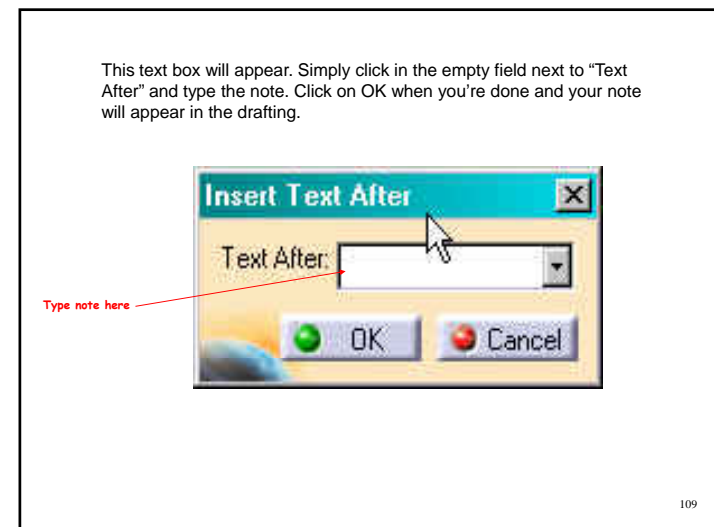 This text box will appear. Simply click in the empty field next to “Text
After” and type the note. Click on OK when you’re done and your note
will appear in the drafting.
Insert Text After
Text After:
Type note here
OK Cancel
109